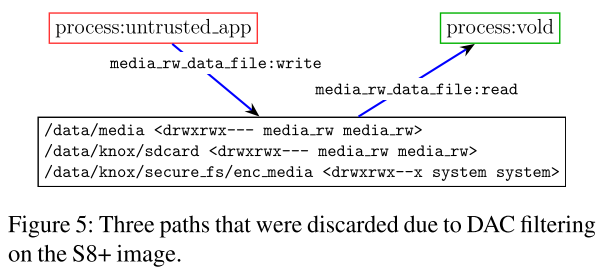 process:untrusted_app
process:vold
media_rw_data_file:write
media_rw_data_file:read
/data/media <drwxrwx--- media_rw media_rw>
/data/knox/sdcard <drwxrwx--- media_rw media_rw>
/data/knox/secure_fs/enc_media <drwxrwx--x system system>
Figure 5: Three paths that were discarded due to DAC filtering
on the S8+ image.